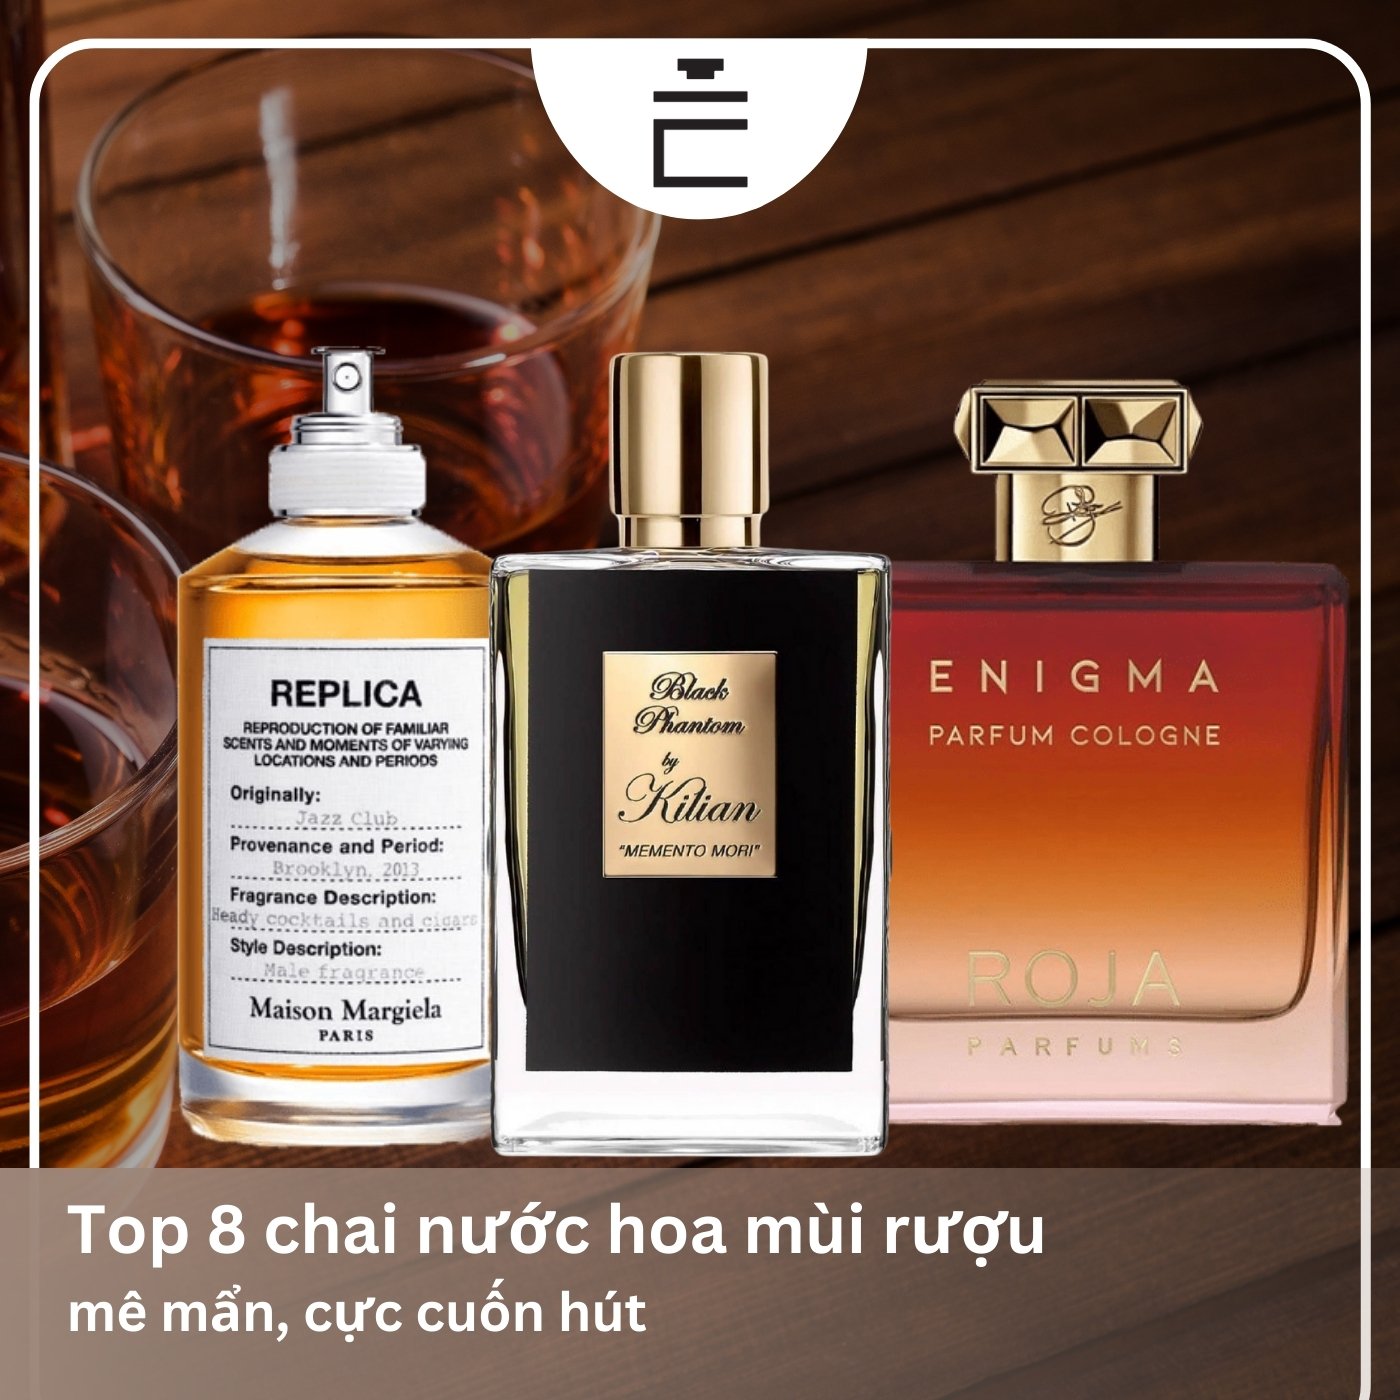 REPLICA
REPRODUCTION OF FAMILIAR
SCENTS AND MOMENTS OF VARYING
LOCATIONS AND PERIODS
Originally:
Jazz Club
Provenance and Period:
Brooklyn, 2013
Fragrance Description:
Heady cocktails and cigars
Style Description:
Male fragrance
Maison Margiela
PARIS
Black
Phantom
by
Kilian
"MEMENTO MORI"
ENIGMA
PARFUM COLOGNE
ROJA
PARFUMS
Top 8 chai nước hoa mùi rượu
mê mẩn, cực cuốn hút